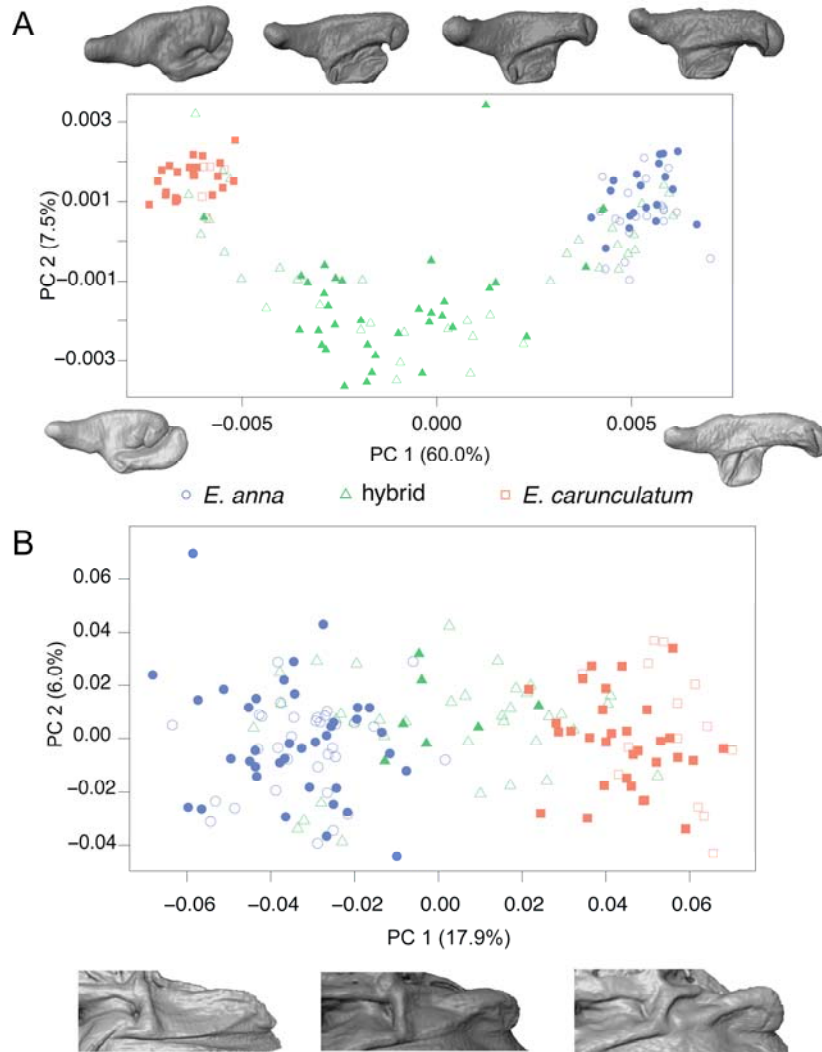 A
0.003
0.001
−0.001
−0.003
PC 2 (7.5%)
−0.005 0.000 0.005
PC 1 (60.0%)
E. anna hybrid E. carunculatum
B
0.06
0.04
0.02
0.00
−0.02
−0.04
PC 2 (6.0%)
−0.06 −0.04 −0.02 0.00 0.02 0.04 0.06
PC 1 (17.9%)